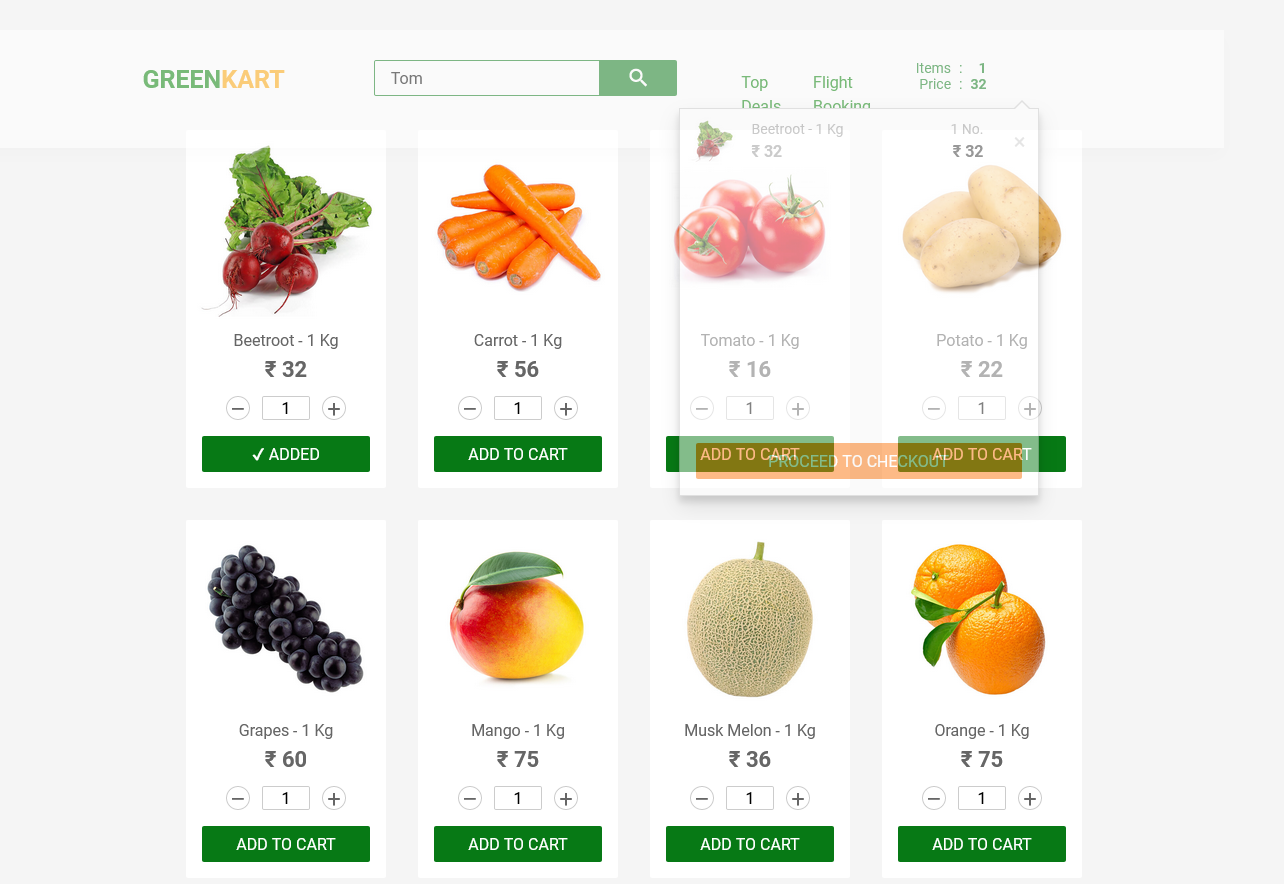 GREENKART
Tom
Top Deals
Flight Booking
Items : 1
Price : 32
Beetroot - 1 Kg
₹ 32
1 No.
₹ 32
×
PROCEED TO CHECKOUT
Beetroot - 1 Kg
₹ 32
1
✓ ADDED
Carrot - 1 Kg
₹ 56
1
ADD TO CART
Tomato - 1 Kg
₹ 16
1
ADD TO CART
Potato - 1 Kg
₹ 22
1
ADD TO CART
Grapes - 1 Kg
₹ 60
1
ADD TO CART
Mango - 1 Kg
₹ 75
1
ADD TO CART
Musk Melon - 1 Kg
₹ 36
1
ADD TO CART
Orange - 1 Kg
₹ 75
1
ADD TO CART